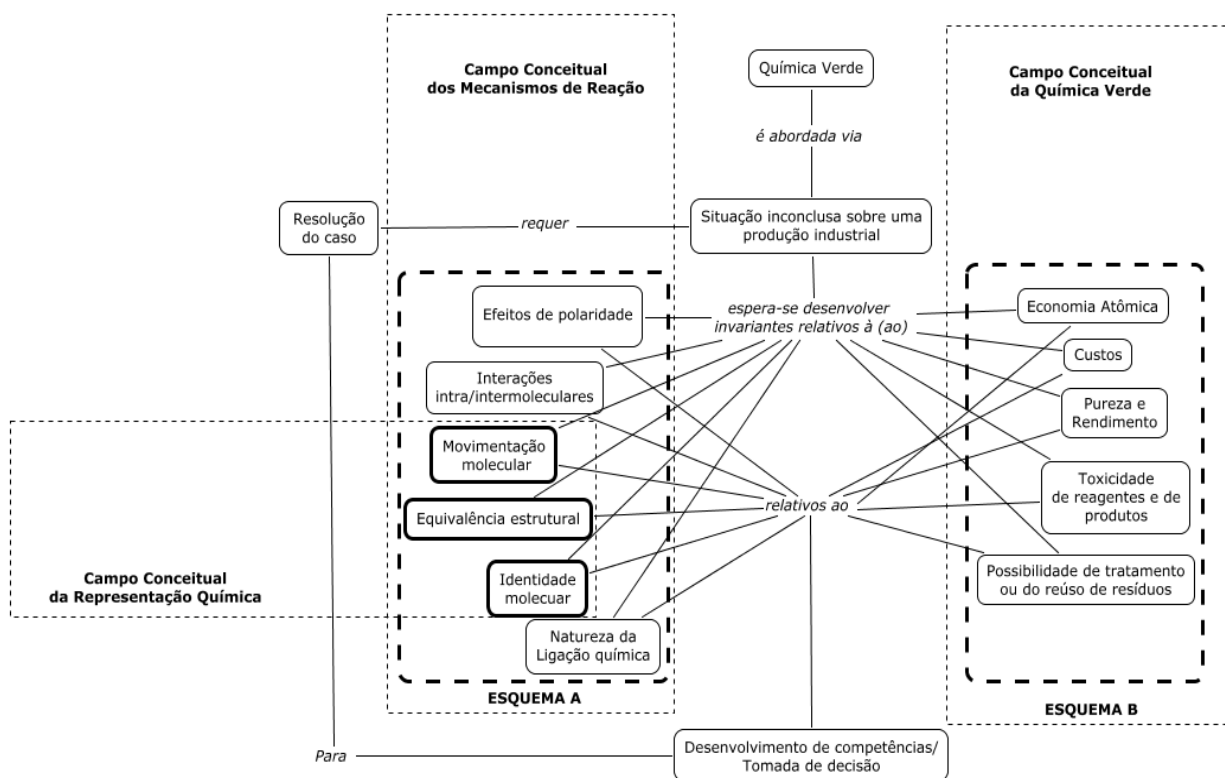 Campo Conceitual
dos Mecanismos de Reação
Química Verde
Campo Conceitual
da Química Verde
é abordada via
Resolução
do caso
requer
Situação inconclusa sobre uma
produção industrial
Efeitos de polaridade
espera-se desenvolver
invariantes relativos à (ao)
Economia Atômica
Custos
Interações
intra/intermoleculares
Pureza e
Rendimento
Movimentação
molecular
Toxicidade
de reagentes e de
produtos
Equivalência estrutural
relativos ao
Campo Conceitual
da Representação Química
Identidade
molecuar
Possibilidade de tratamento
ou do reúso de resíduos
Natureza da
Ligação química
ESQUEMA A
ESQUEMA B
Para
Desenvolvimento de competências/
Tomada de decisão